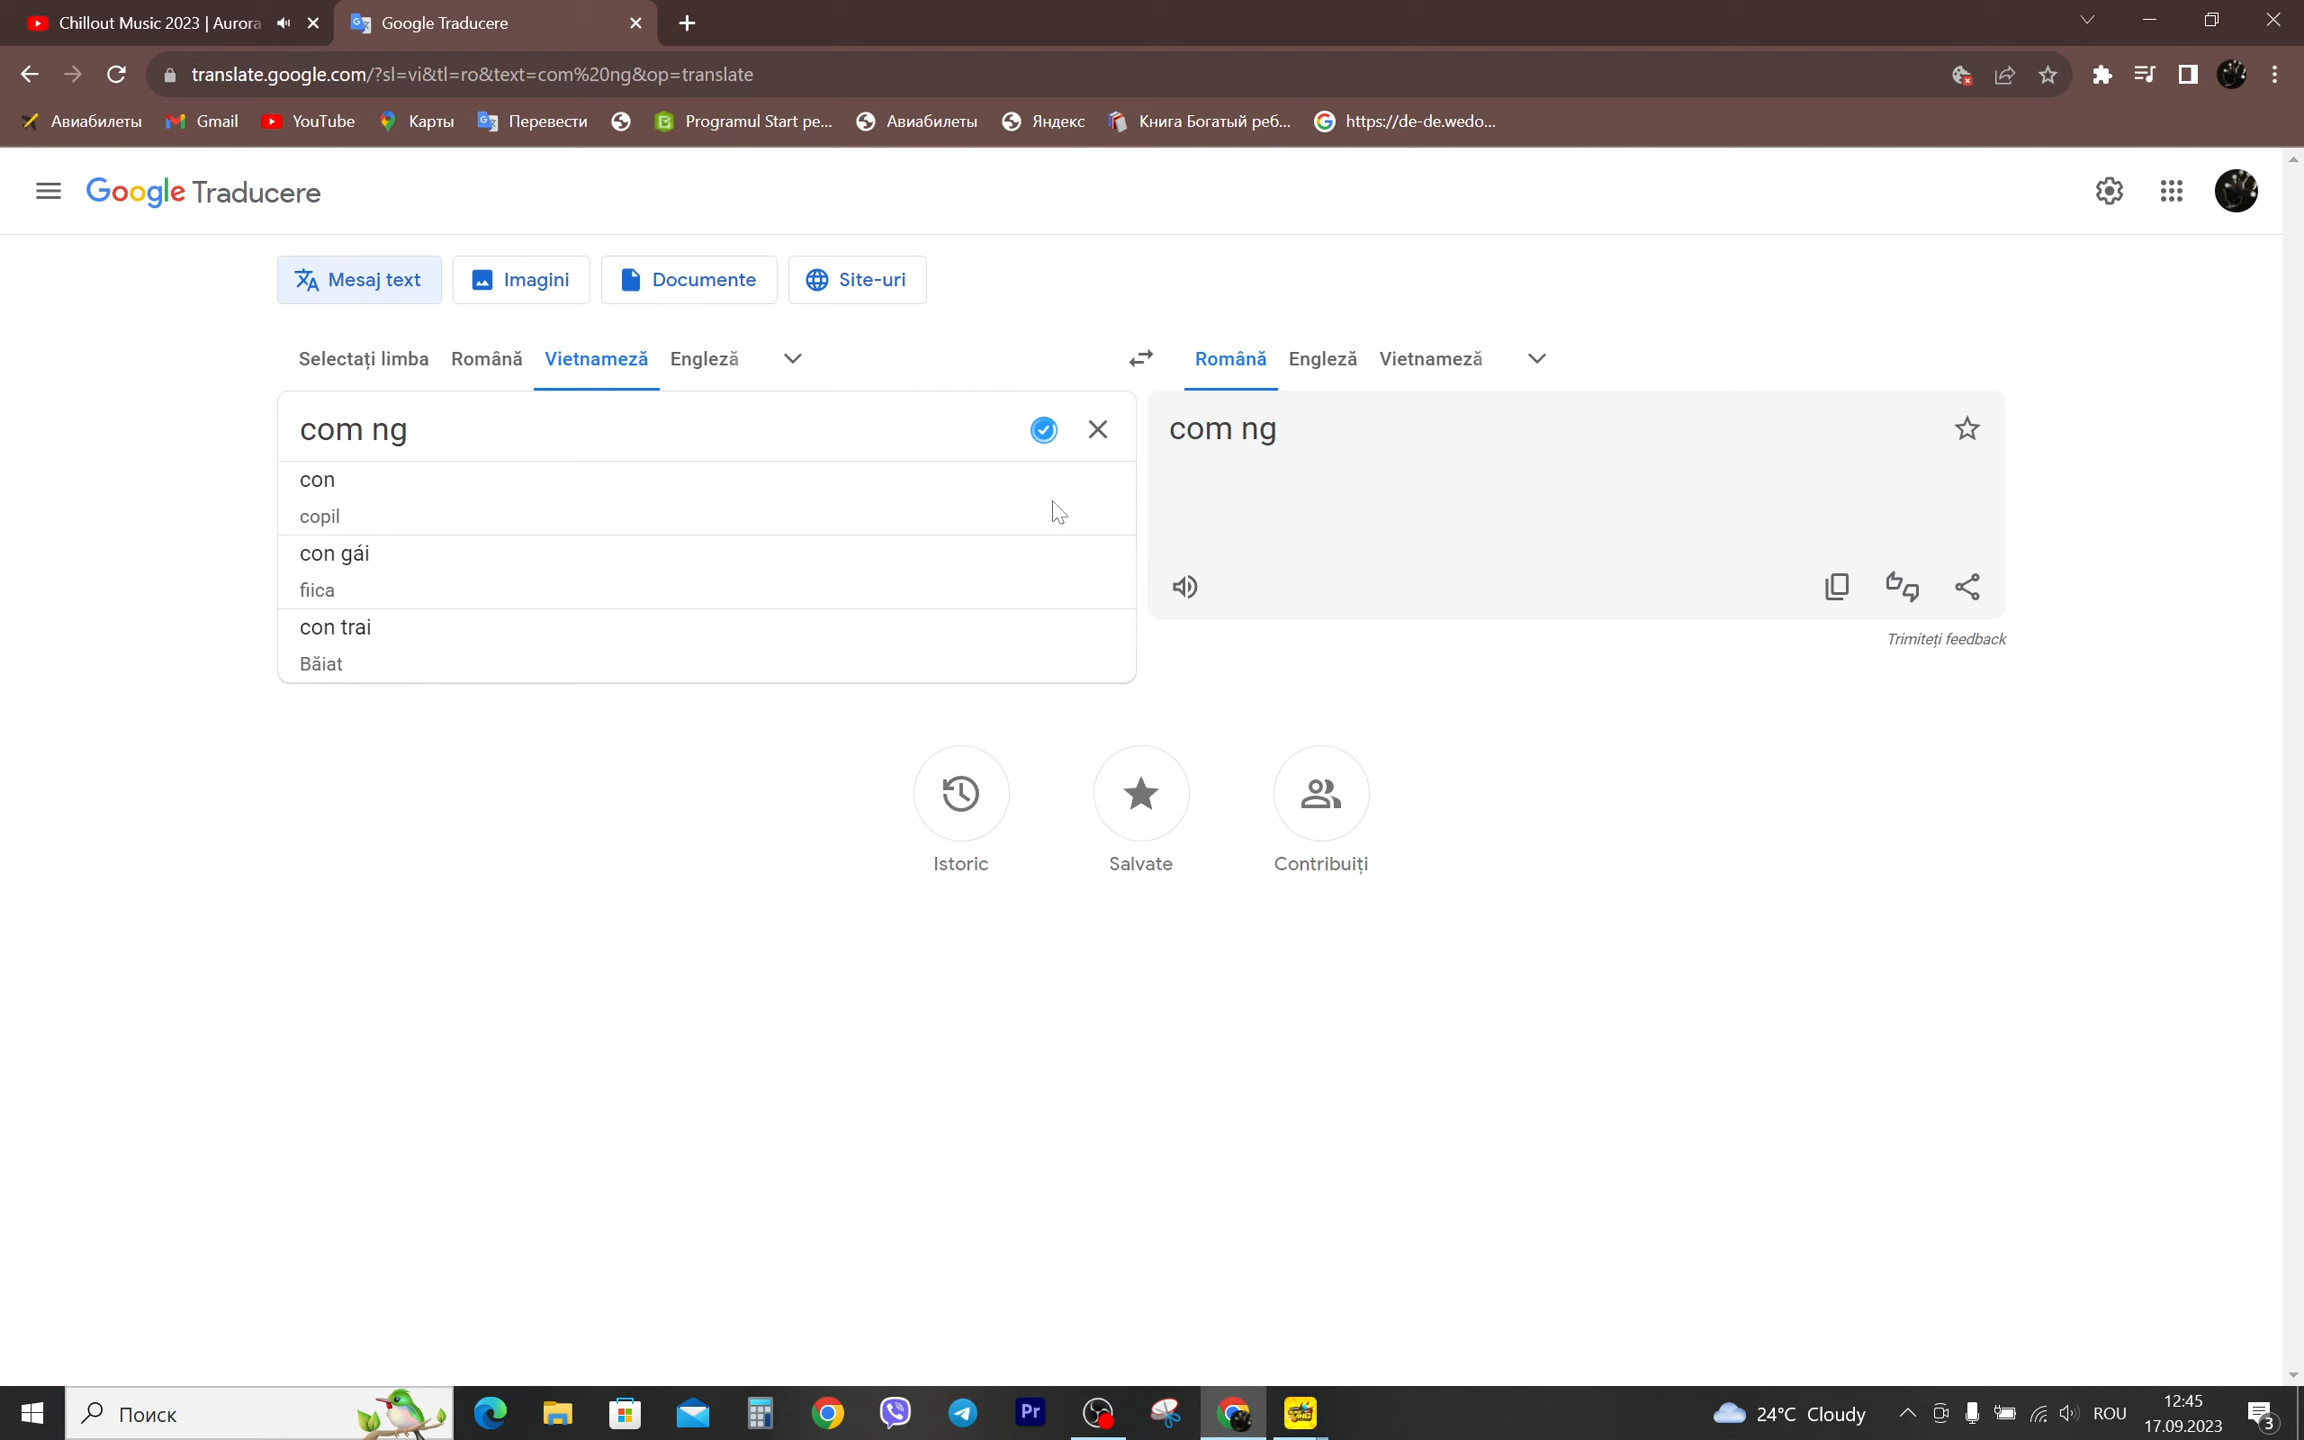 Chillout Music 2023 | Aurora
Google Traducere
translate.google.com/?sl=vi&tl=ro&text=com%20ng&op=translate
Авиабилеты
Gmail
YouTube
Карты
Перевести
Programul Start pe...
Авиабилеты
Яндекс
Книга Богатый реб...
https://de-de.wedo...
Google Traducere
Mesaj text
Imagini
Documente
Site-uri
Selectați limba Română Vietnameză Engleză
Română Engleză Vietnameză
com ng
com ng
con
copil
con gái
fiica
con trai
Băiat
Trimiteți feedback
Istoric
Salvate
Contribuiți
Поиск
Pr
24°C Cloudy
ROU
12:45
17.09.2023
3